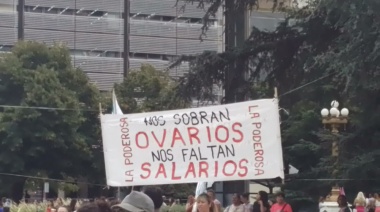 LA PODEROSA
NOS SOBRAN
OVARIOS
NOS FALTAN
SALARIOS
LA PODEROSA